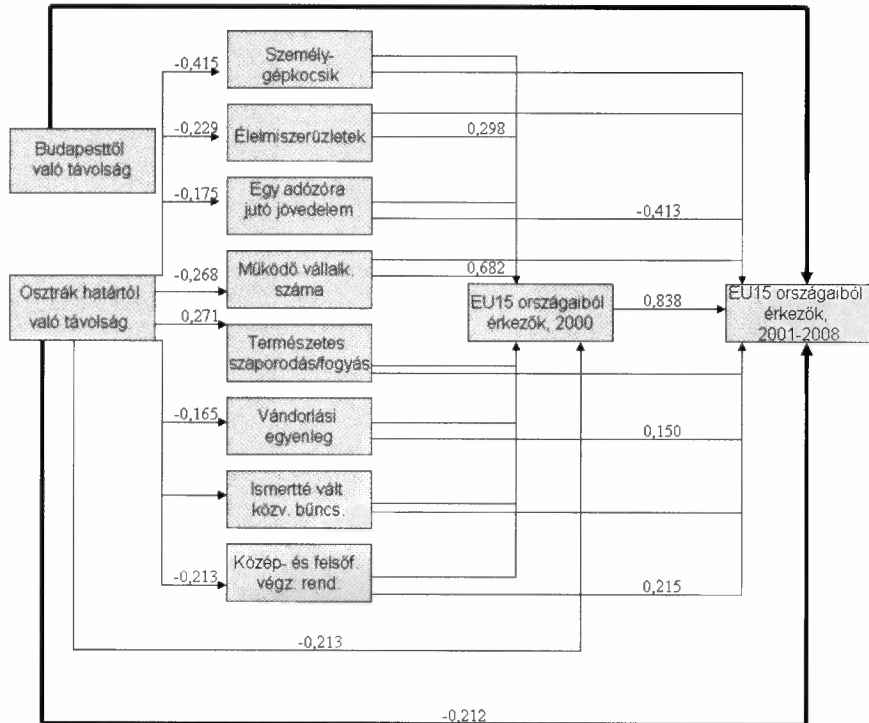 -0,415
Személy-
gépkocsik
-0,229
Élelmiszerüzletek
0,298
Budapesttől
való távolság
-0,175
Egy adózóra
jutó jövedelem
-0,413
-0,268
Működő vállalk.
száma
0,682
Osztrák határtól
való távolság
0,271
Természetes
szaporodás/fogyás
EU15 országaiból
érkezők, 2000
0,838
EU15 országaiból
érkezők,
2001-2008
-0,165
Vándorlási
egyenleg
0,150
Ismertté vált
közv. bűncs.
-0,213
Közép- és felsőf.
végz. rend.
0,215
-0,213
-0,212